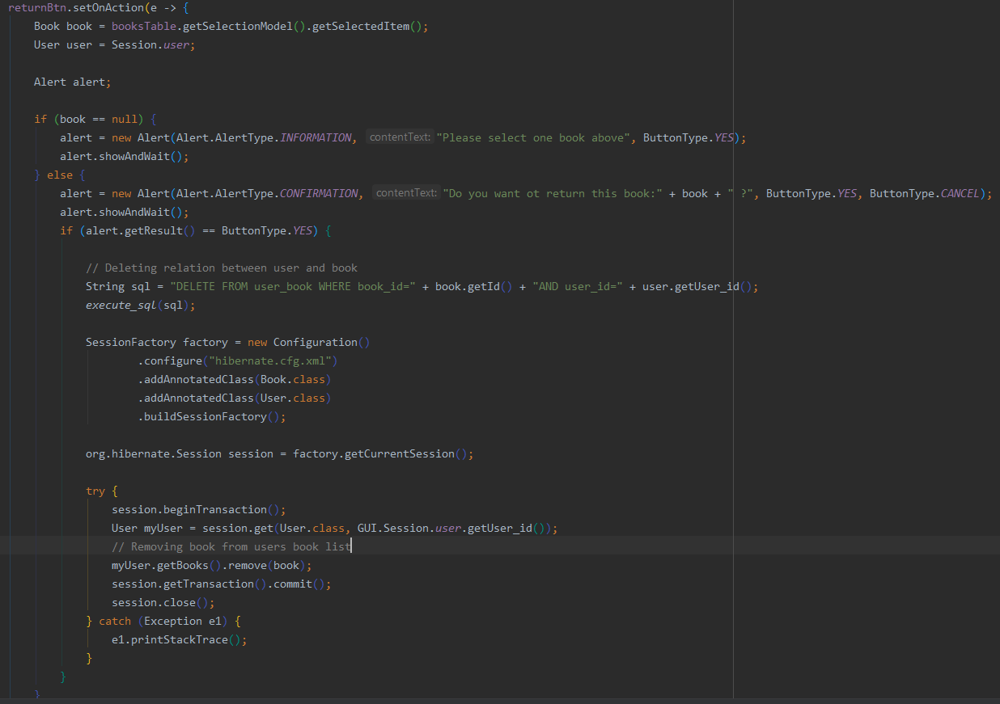 returnBtn.setOnAction(e -> {
Book book = booksTable.getSelectionModel().getSelectedItem();
User user = Session.user;
Alert alert;
if (book == null) {
alert = new Alert(Alert.AlertType.INFORMATION, contentText: "Please select one book above", ButtonType.YES);
alert.showAndWait();
} else {
alert = new Alert(Alert.AlertType.CONFIRMATION, contentText: "Do you want ot return this book:" + book + " ?", ButtonType.YES, ButtonType.CANCEL);
alert.showAndWait();
if (alert.getResult() == ButtonType.YES) {
// Deleting relation between user and book
String sql = "DELETE FROM user_book WHERE book_id=" + book.getId() + "AND user_id=" + user.getUser_id();
execute_sql(sql);
SessionFactory factory = new Configuration()
.configure("hibernate.cfg.xml")
.addAnnotatedClass(Book.class)
.addAnnotatedClass(User.class)
.buildSessionFactory();
org.hibernate.Session session = factory.getCurrentSession();
try {
session.beginTransaction();
User myUser = session.get(User.class, GUI.Session.user.getUser_id());
// Removing book from users book list
myUser.getBooks().remove(book);
session.getTransaction().commit();
session.close();
} catch (Exception e1) {
e1.printStackTrace();
}
}
}